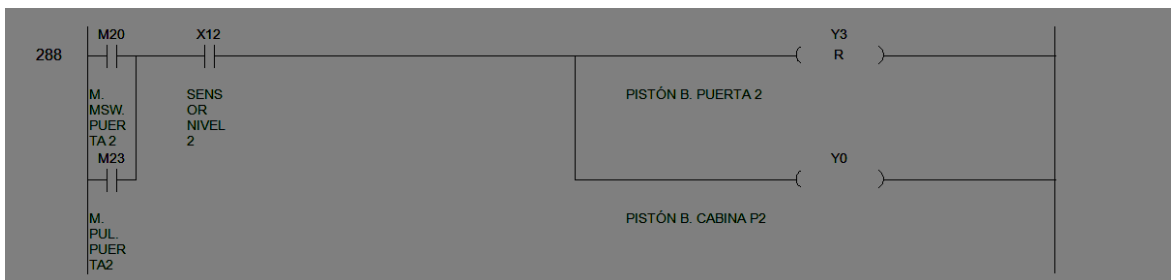 M20 X12 Y3
288 R
M.
MSW.
PUER
TA 2
SENS
OR
NIVEL
2
PISTÓN B. PUERTA 2
M23 Y0
M.
PUL.
PUER
TA2
PISTÓN B. CABINA P2